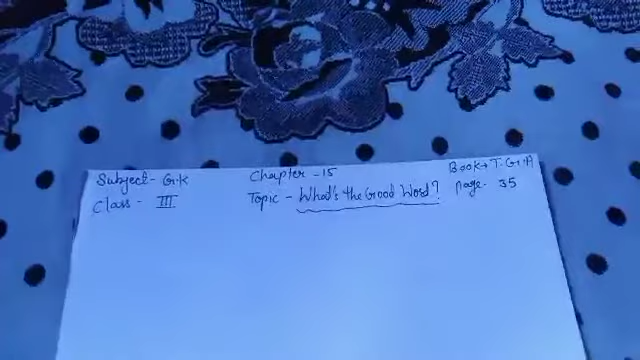 Subject- G.K Chapter -15 Book→ T.G.A
Class - III Topic - What's the Good Word? Page- 35